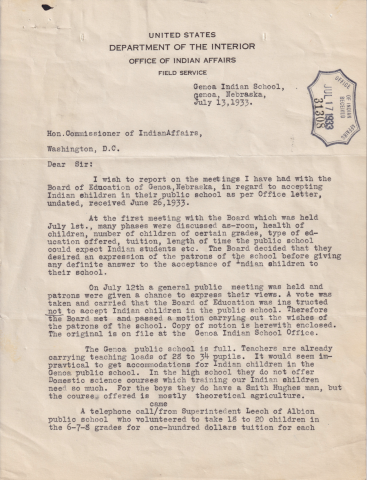 UNITED STATES
DEPARTMENT OF THE INTERIOR
OFFICE OF INDIAN AFFAIRS
FIELD SERVICE
Genoa Indian School,
genoa, Nebraska,
July 13,1933.
OFFICE OF INDIAN AFFAIRS
RECEIVED
JUL 17 1933
31308
Hon.Commissioner of IndianAffairs,
Washington, D.C.
Dear Sir:
I wish to report on the meetings I have had with the
Board of Education of Genoa,Nebraska, in regard to accepting
Indian children in their public school as per Office letter,
undated, received June 26,1933.
At the first meeting with the Board which was held
July 1st., many phases were discussed as-room, health of
children, number of children of certain grades, type of ed-
ucation offered, tuition, length of time the public school
could expect Indian students etc. The Board decided that they
desired an expression of the patrons of the school before giving
any definite answer to the acceptance of Indian children to
their school.
On July 12th a general public meeting was held and
patrons were given a chance to express their views. A vote was
taken and carried that the Board of Education was ins tructed
not to accept Indian children in the public school. Therefore
the Board met and passed a motion carrying out the wishes of
the patrons of the school. Copy of motion is herewith enclosed.
The original is on file at the Genoa Indian School Office.
The Genoa public school is full. Teachers are already
carrying teaching loads of 28 to 34 pupils. It would seem im-
pravtical to get accommodations for Indian children in the
Genoa public school. In the high school they do not offer
Domestic science courses which training our Indian children
need so much. For the boys they do have a Smith Hughes man, but
the course offered is mostly theoretical agriculture.
came
A telephone call/from Superintedent Leech of Albion
public school who volunteered to take 18 to 20 children in
the 6-7-8 grades for one-hundred dollars tuition for each